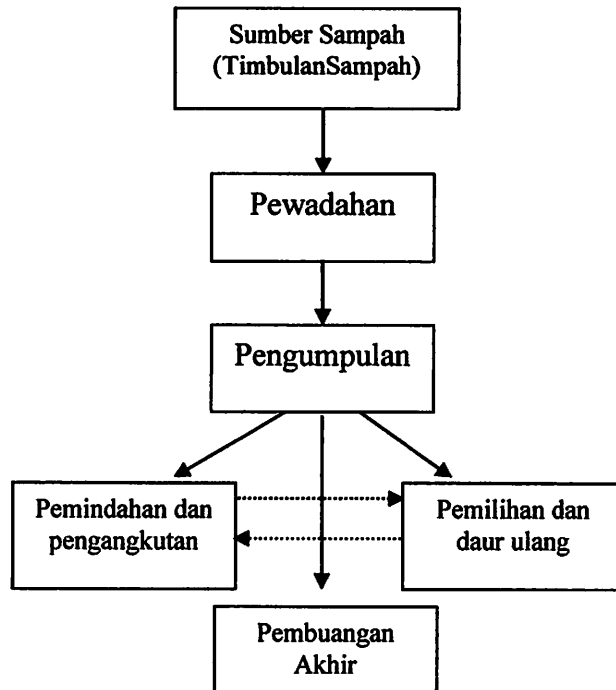 Sumber Sampah
(TimbulanSampah)
Pewadahan
Pengumpulan
Pemindahan dan
pengangkutan
Pemilihan dan
daur ulang
Pembuangan
Akhir